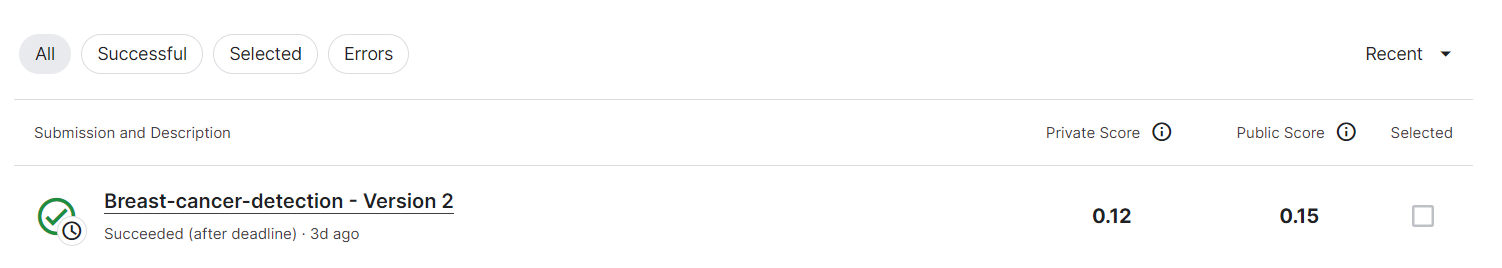 All Successful Selected Errors Recent
Submission and Description Private Score Public Score Selected
Breast-cancer-detection - Version 2 0.12 0.15
Succeeded (after deadline) · 3d ago